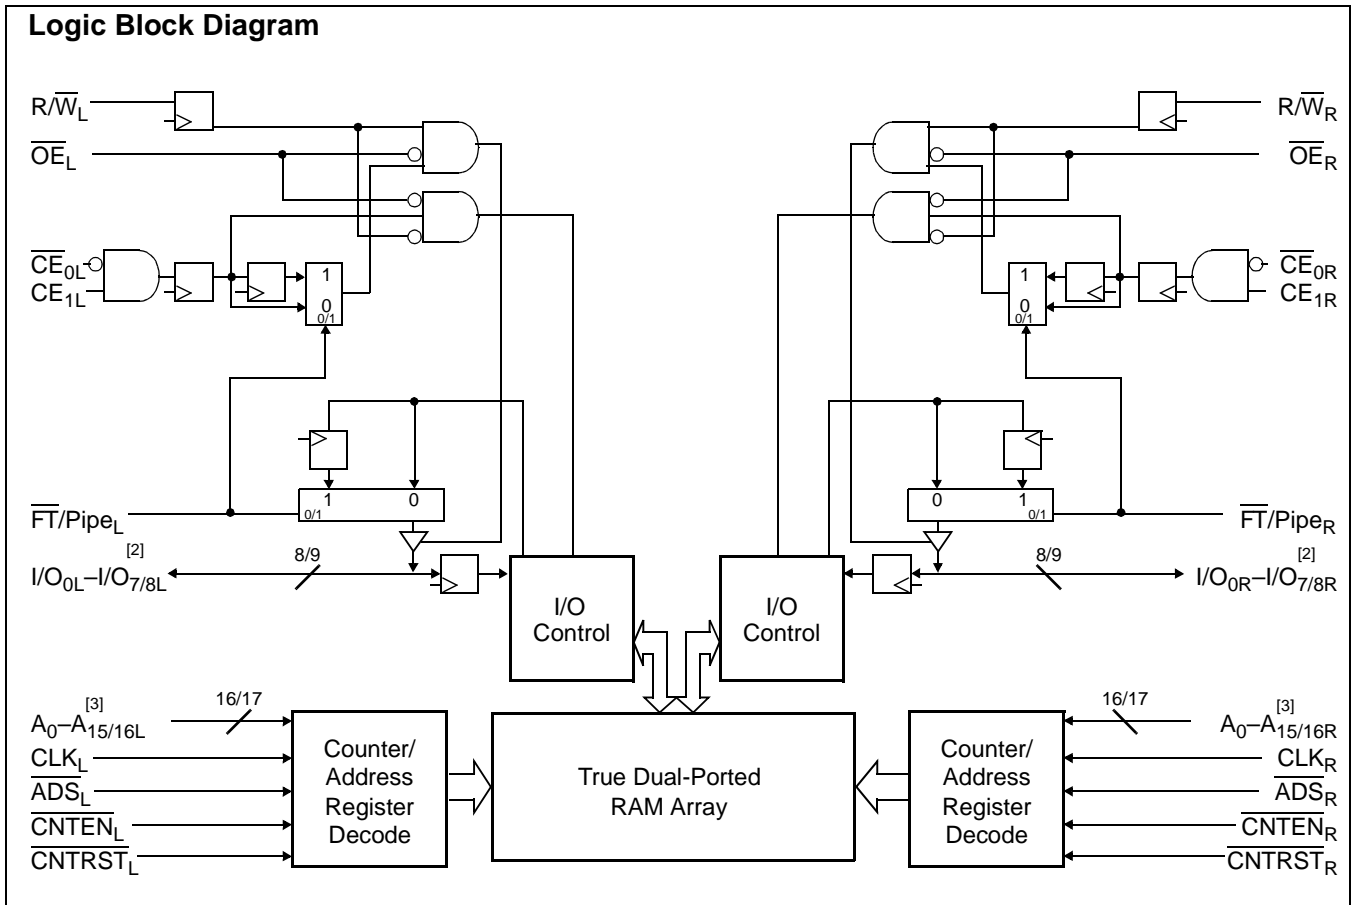 Logic Block Diagram
R/W̅L
R/W̅R
O̅E̅L
O̅E̅R
C̅E̅0L
CE1L
1
0
0/1
1
0
0/1
C̅E̅0R
CE1R
F̅T̅/PipeL
1 0
0/1
0 1
0/1
F̅T̅/PipeR
I/O0L–I/O7/8L[2]
8/9
8/9
I/O0R–I/O7/8R[2]
I/O
Control
I/O
Control
A0–A15/16L[3]
16/17
16/17
A0–A15/16R[3]
CLKL
A̅D̅S̅L
C̅N̅T̅E̅N̅L
C̅N̅T̅R̅S̅T̅L
Counter/
Address
Register
Decode
True Dual-Ported
RAM Array
Counter/
Address
Register
Decode
CLKR
A̅D̅S̅R
C̅N̅T̅E̅N̅R
C̅N̅T̅R̅S̅T̅R